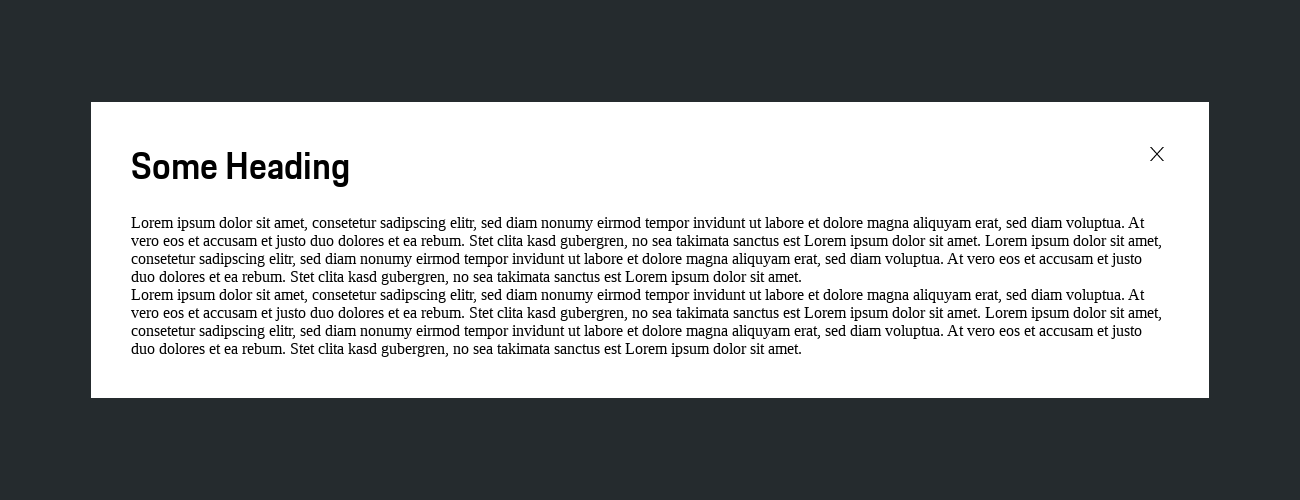 Some Heading
Lorem ipsum dolor sit amet, consetetur sadipscing elitr, sed diam nonumy eirmod tempor invidunt ut labore et dolore magna aliquyam erat, sed diam voluptua. At
vero eos et accusam et justo duo dolores et ea rebum. Stet clita kasd gubergren, no sea takimata sanctus est Lorem ipsum dolor sit amet. Lorem ipsum dolor sit amet,
consetetur sadipscing elitr, sed diam nonumy eirmod tempor invidunt ut labore et dolore magna aliquyam erat, sed diam voluptua. At vero eos et accusam et justo
duo dolores et ea rebum. Stet clita kasd gubergren, no sea takimata sanctus est Lorem ipsum dolor sit amet.
Lorem ipsum dolor sit amet, consetetur sadipscing elitr, sed diam nonumy eirmod tempor invidunt ut labore et dolore magna aliquyam erat, sed diam voluptua. At
vero eos et accusam et justo duo dolores et ea rebum. Stet clita kasd gubergren, no sea takimata sanctus est Lorem ipsum dolor sit amet. Lorem ipsum dolor sit amet,
consetetur sadipscing elitr, sed diam nonumy eirmod tempor invidunt ut labore et dolore magna aliquyam erat, sed diam voluptua. At vero eos et accusam et justo
duo dolores et ea rebum. Stet clita kasd gubergren, no sea takimata sanctus est Lorem ipsum dolor sit amet.